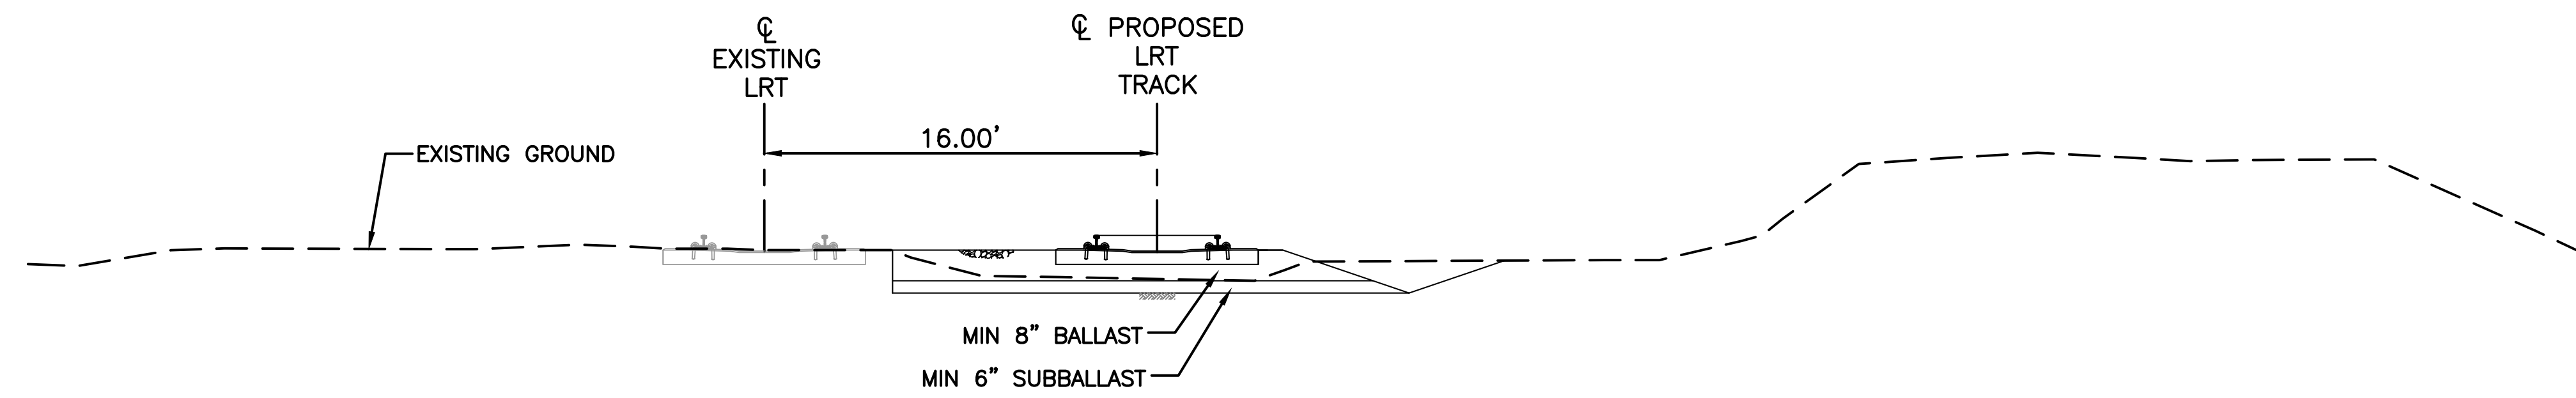 ℄
EXISTING
LRT
℄ PROPOSED
LRT
TRACK
16.00’
EXISTING GROUND
MIN 8” BALLAST
MIN 6” SUBBALLAST